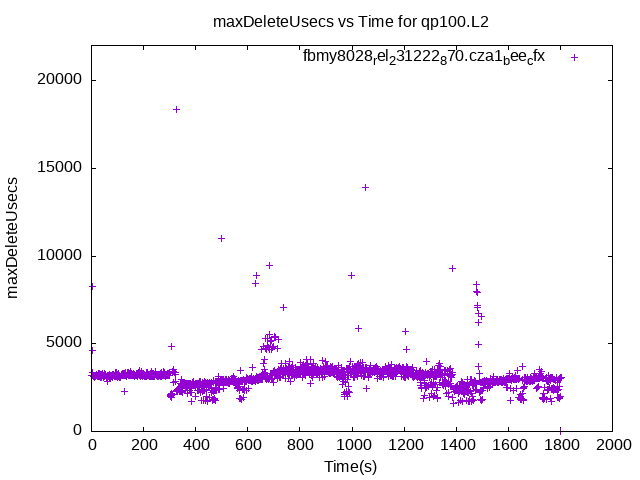 maxDeleteUsecs vs Time for qp100.L2
fbmy8028rel231222870.cza1beecfx
20000
15000
10000
5000
0
maxDeleteUsecs
0 200 400 600 800 1000 1200 1400 1600 1800 2000
Time(s)